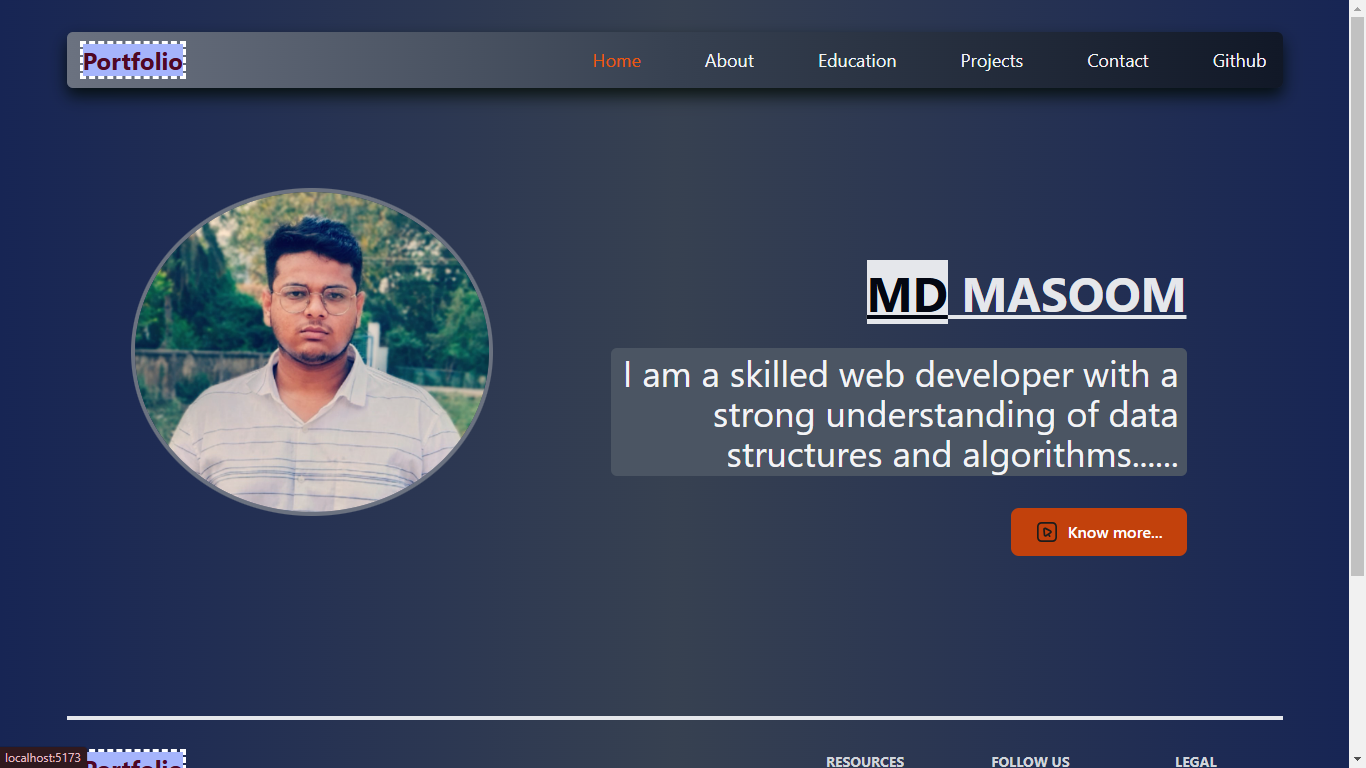 Portfolio
Home About Education Projects Contact Github
MD MASOOM
I am a skilled web developer with a
strong understanding of data
structures and algorithms......
Know more...
localhost:5173
Portfolio
RESOURCES FOLLOW US LEGAL